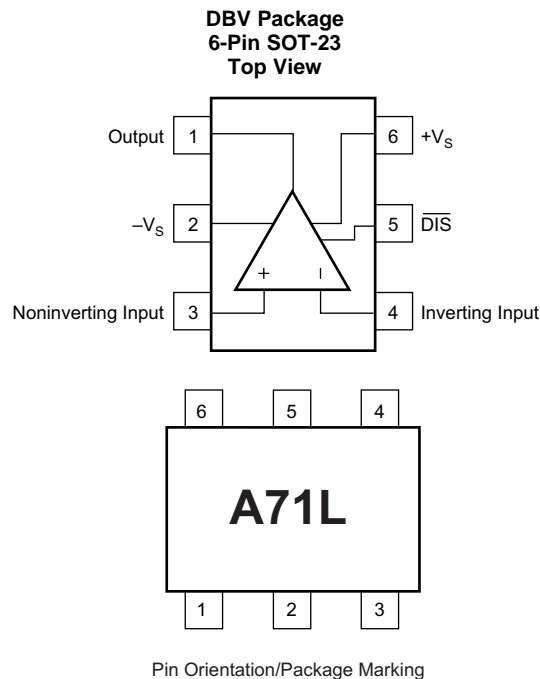 DBV Package
6-Pin SOT-23
Top View
Output 1 6 +VS
–VS 2 5 D̅I̅S̅
+ –
Noninverting Input 3 4 Inverting Input
6 5 4
A71L
1 2 3
Pin Orientation/Package Marking